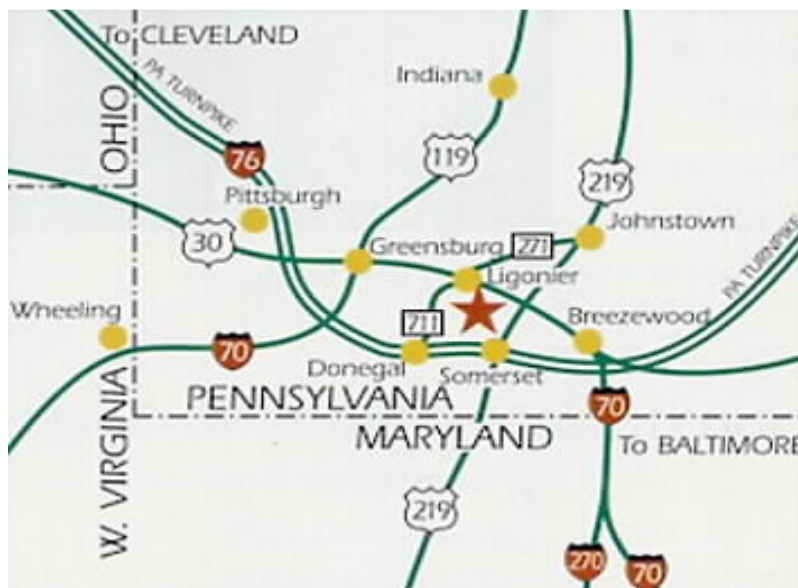 To CLEVELAND
PA TURNPIKE
OHIO
Indiana
76
119
219
Pittsburgh
Johnstown
30
Greensburg
271
PA TURNPIKE
Ligonier
Wheeling
211
Breezewood
70
Donegal
Somerset
W. VIRGINIA
PENNSYLVANIA
70
MARYLAND
To BALTIMORE
219
270
70